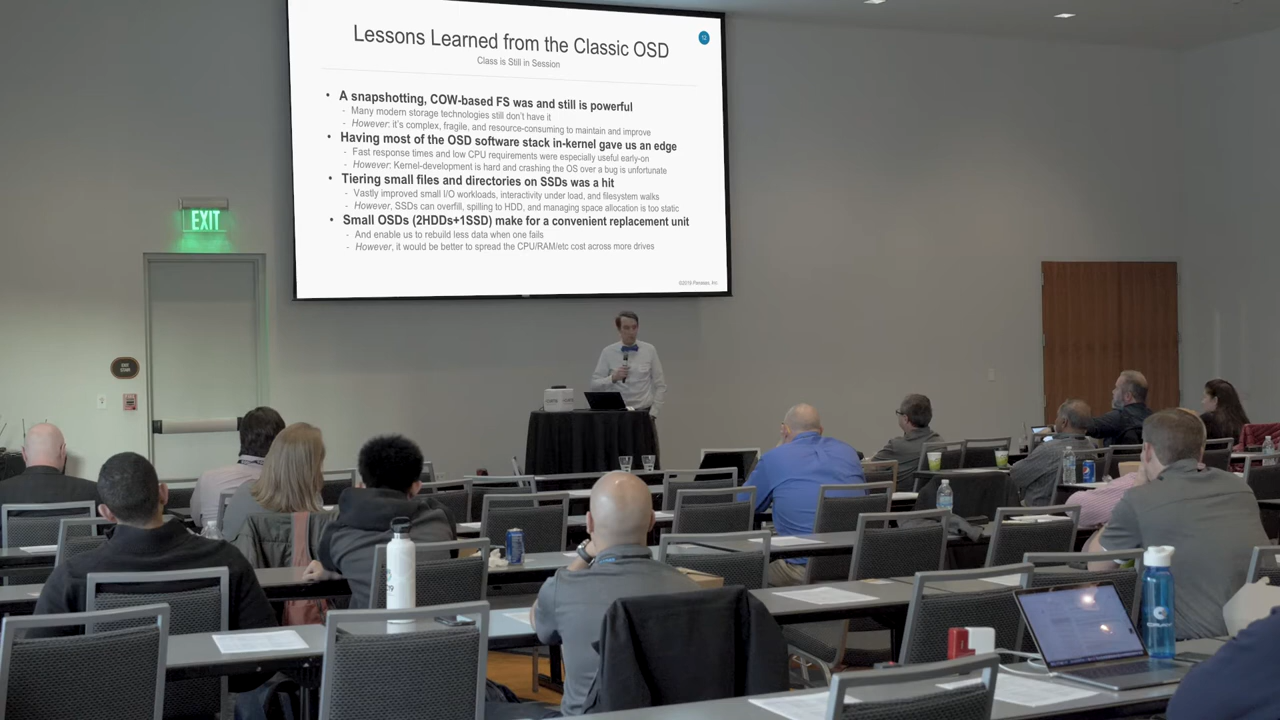 Lessons Learned from the Classic OSD
12
Class is Still in Session
• A snapshotting, COW-based FS was and still is powerful
- Many modern storage technologies still don't have it
- However: it's complex, fragile, and resource-consuming to maintain and improve
• Having most of the OSD software stack in-kernel gave us an edge
- Fast response times and low CPU requirements were especially useful early-on
- However: Kernel-development is hard and crashing the OS over a bug is unfortunate
• Tiering small files and directories on SSDs was a hit
- Vastly improved small I/O workloads, interactivity under load, and filesystem walks
- However, SSDs can overfill, spilling to HDD, and managing space allocation is too static
• Small OSDs (2HDDs+1SSD) make for a convenient replacement unit
- And enable us to rebuild less data when one fails
- However, it would be better to spread the CPU/RAM/etc cost across more drives
©2019 Panasas, Inc.
EXIT